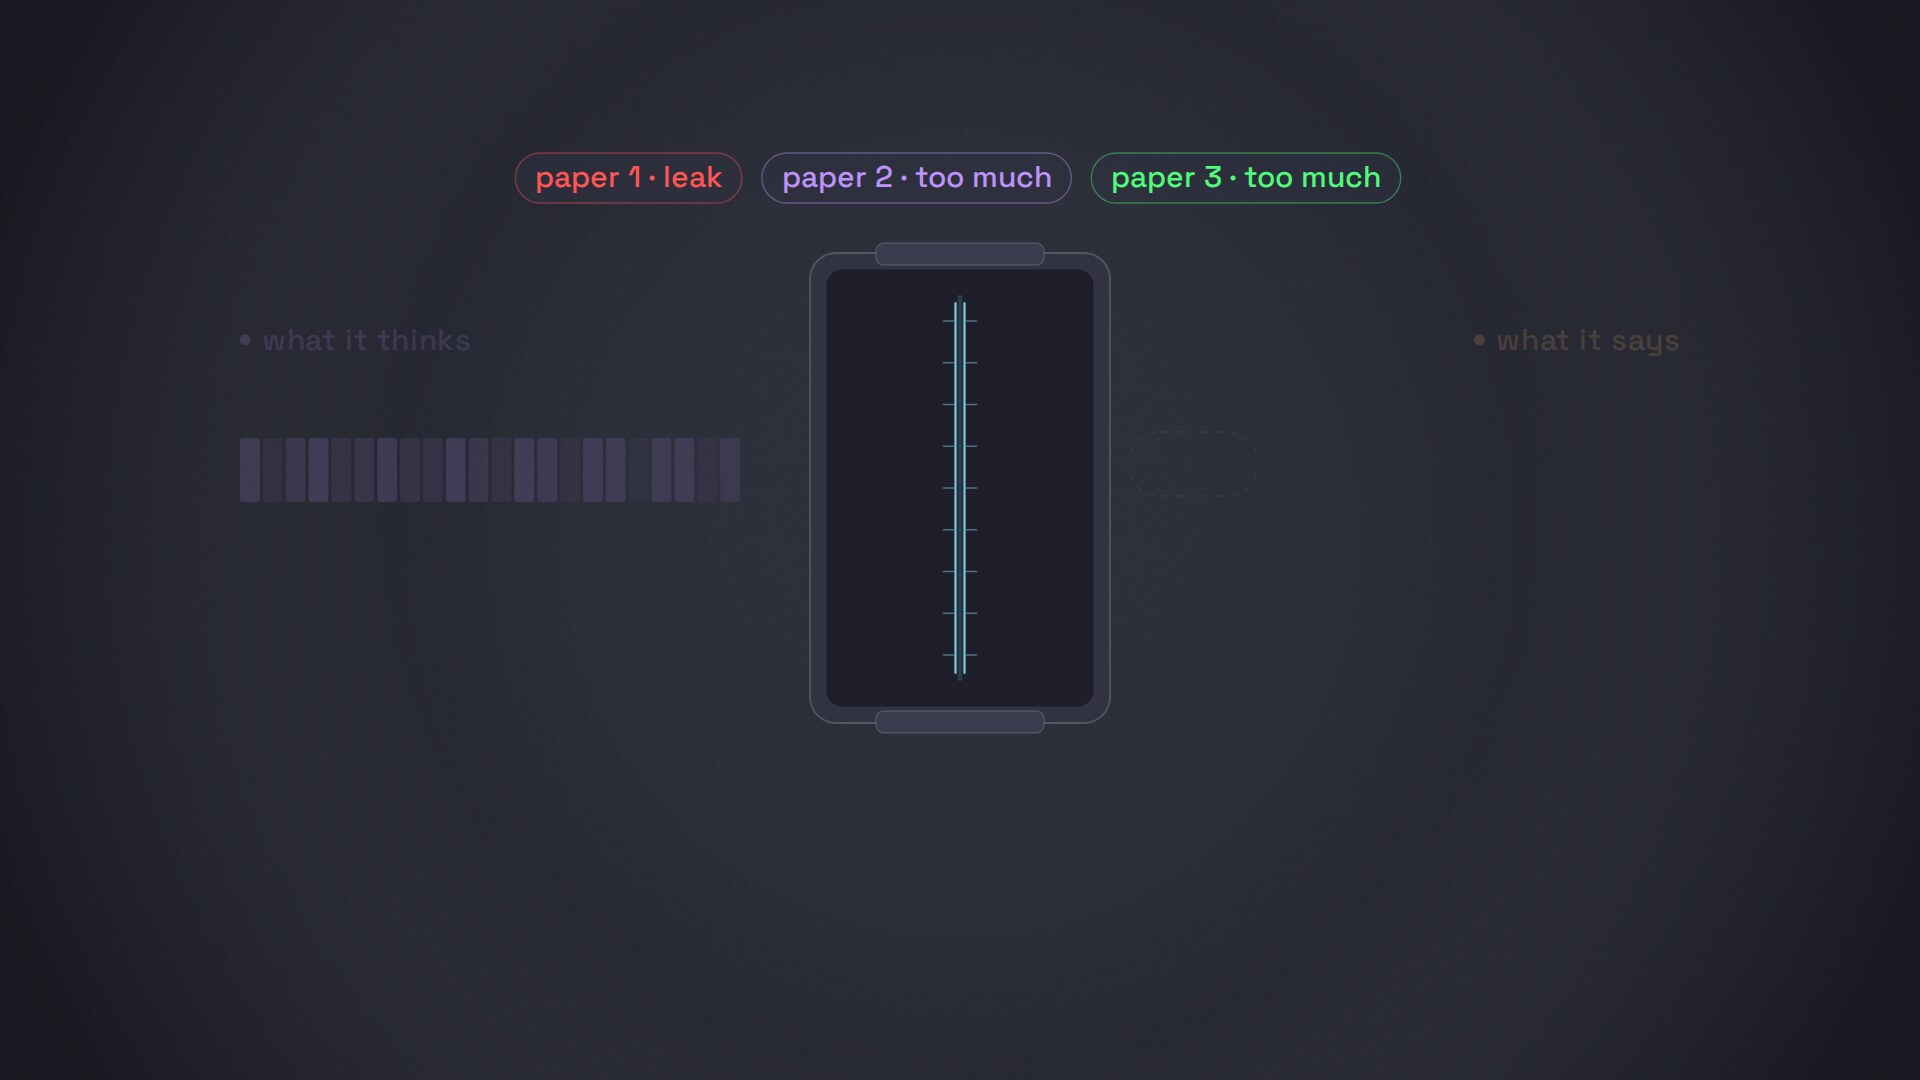 paper 1 · leak
paper 2 · too much
paper 3 · too much
• what it thinks
• what it says